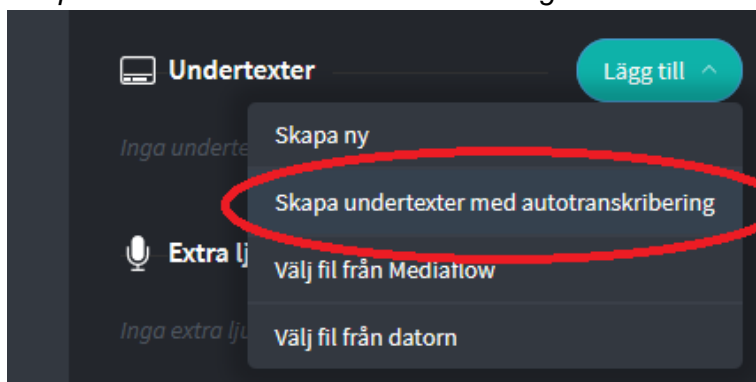 Undertexter
Lägg till
Inga underte
Skapa ny
Skapa undertexter med autotranskribering
Extra lj
Välj fil från Mediaflow
Inga extra lju
Välj fil från datorn